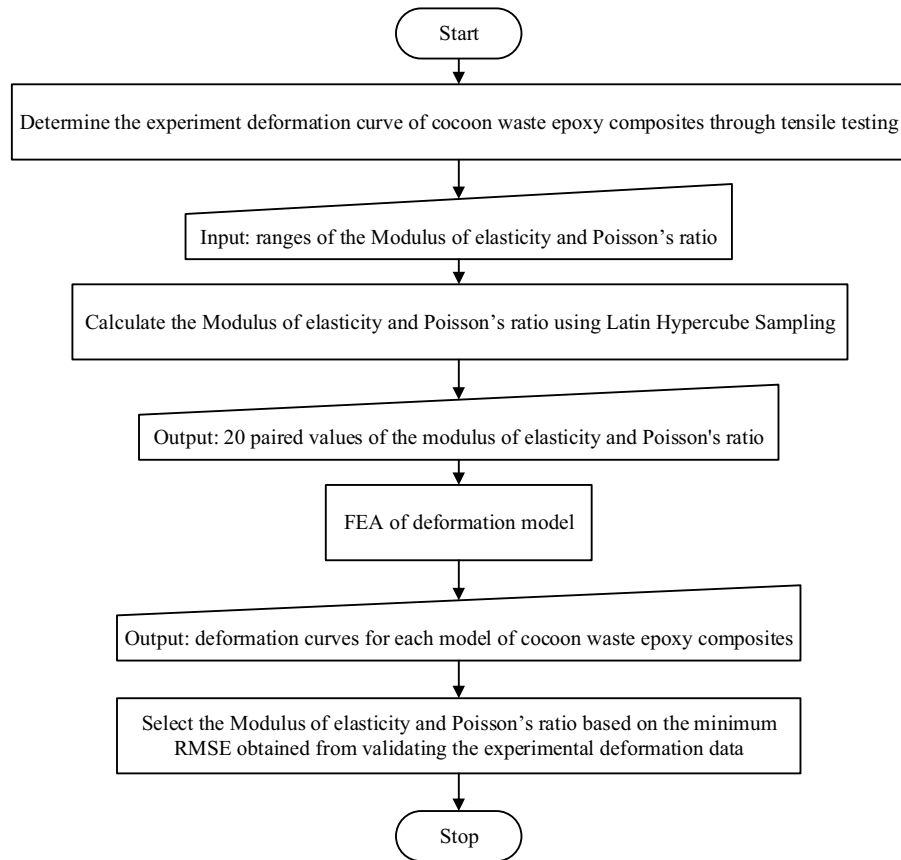 Start
Determine the experiment deformation curve of cocoon waste epoxy composites through tensile testing
Input: ranges of the Modulus of elasticity and Poisson’s ratio
Calculate the Modulus of elasticity and Poisson’s ratio using Latin Hypercube Sampling
Output: 20 paired values of the modulus of elasticity and Poisson's ratio
FEA of deformation model
Output: deformation curves for each model of cocoon waste epoxy composites
Select the Modulus of elasticity and Poisson’s ratio based on the minimum
RMSE obtained from validating the experimental deformation data
Stop